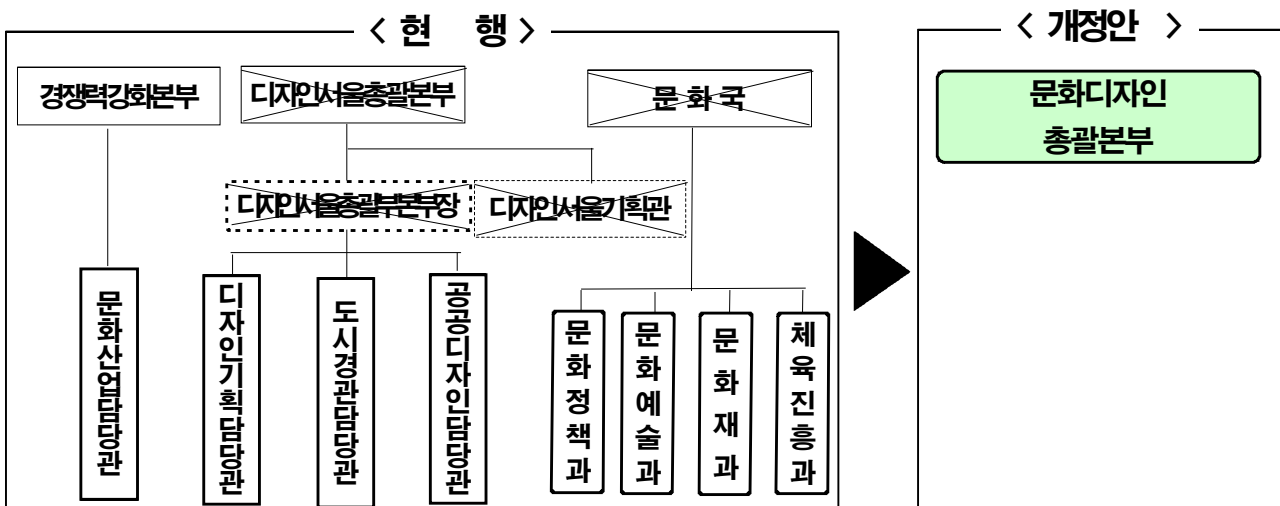 < 현 행 >
< 개정안 >
경쟁력강화본부
디자인서울총괄본부
문 화 국
문화디자인
총괄본부
디자인서울총괄부본부장
디자인서울기획관
문화산업담당관
디자인기획담당관
도시경관담당관
공공디자인담당관
문화정책과
문화예술과
문화재과
체육진흥과